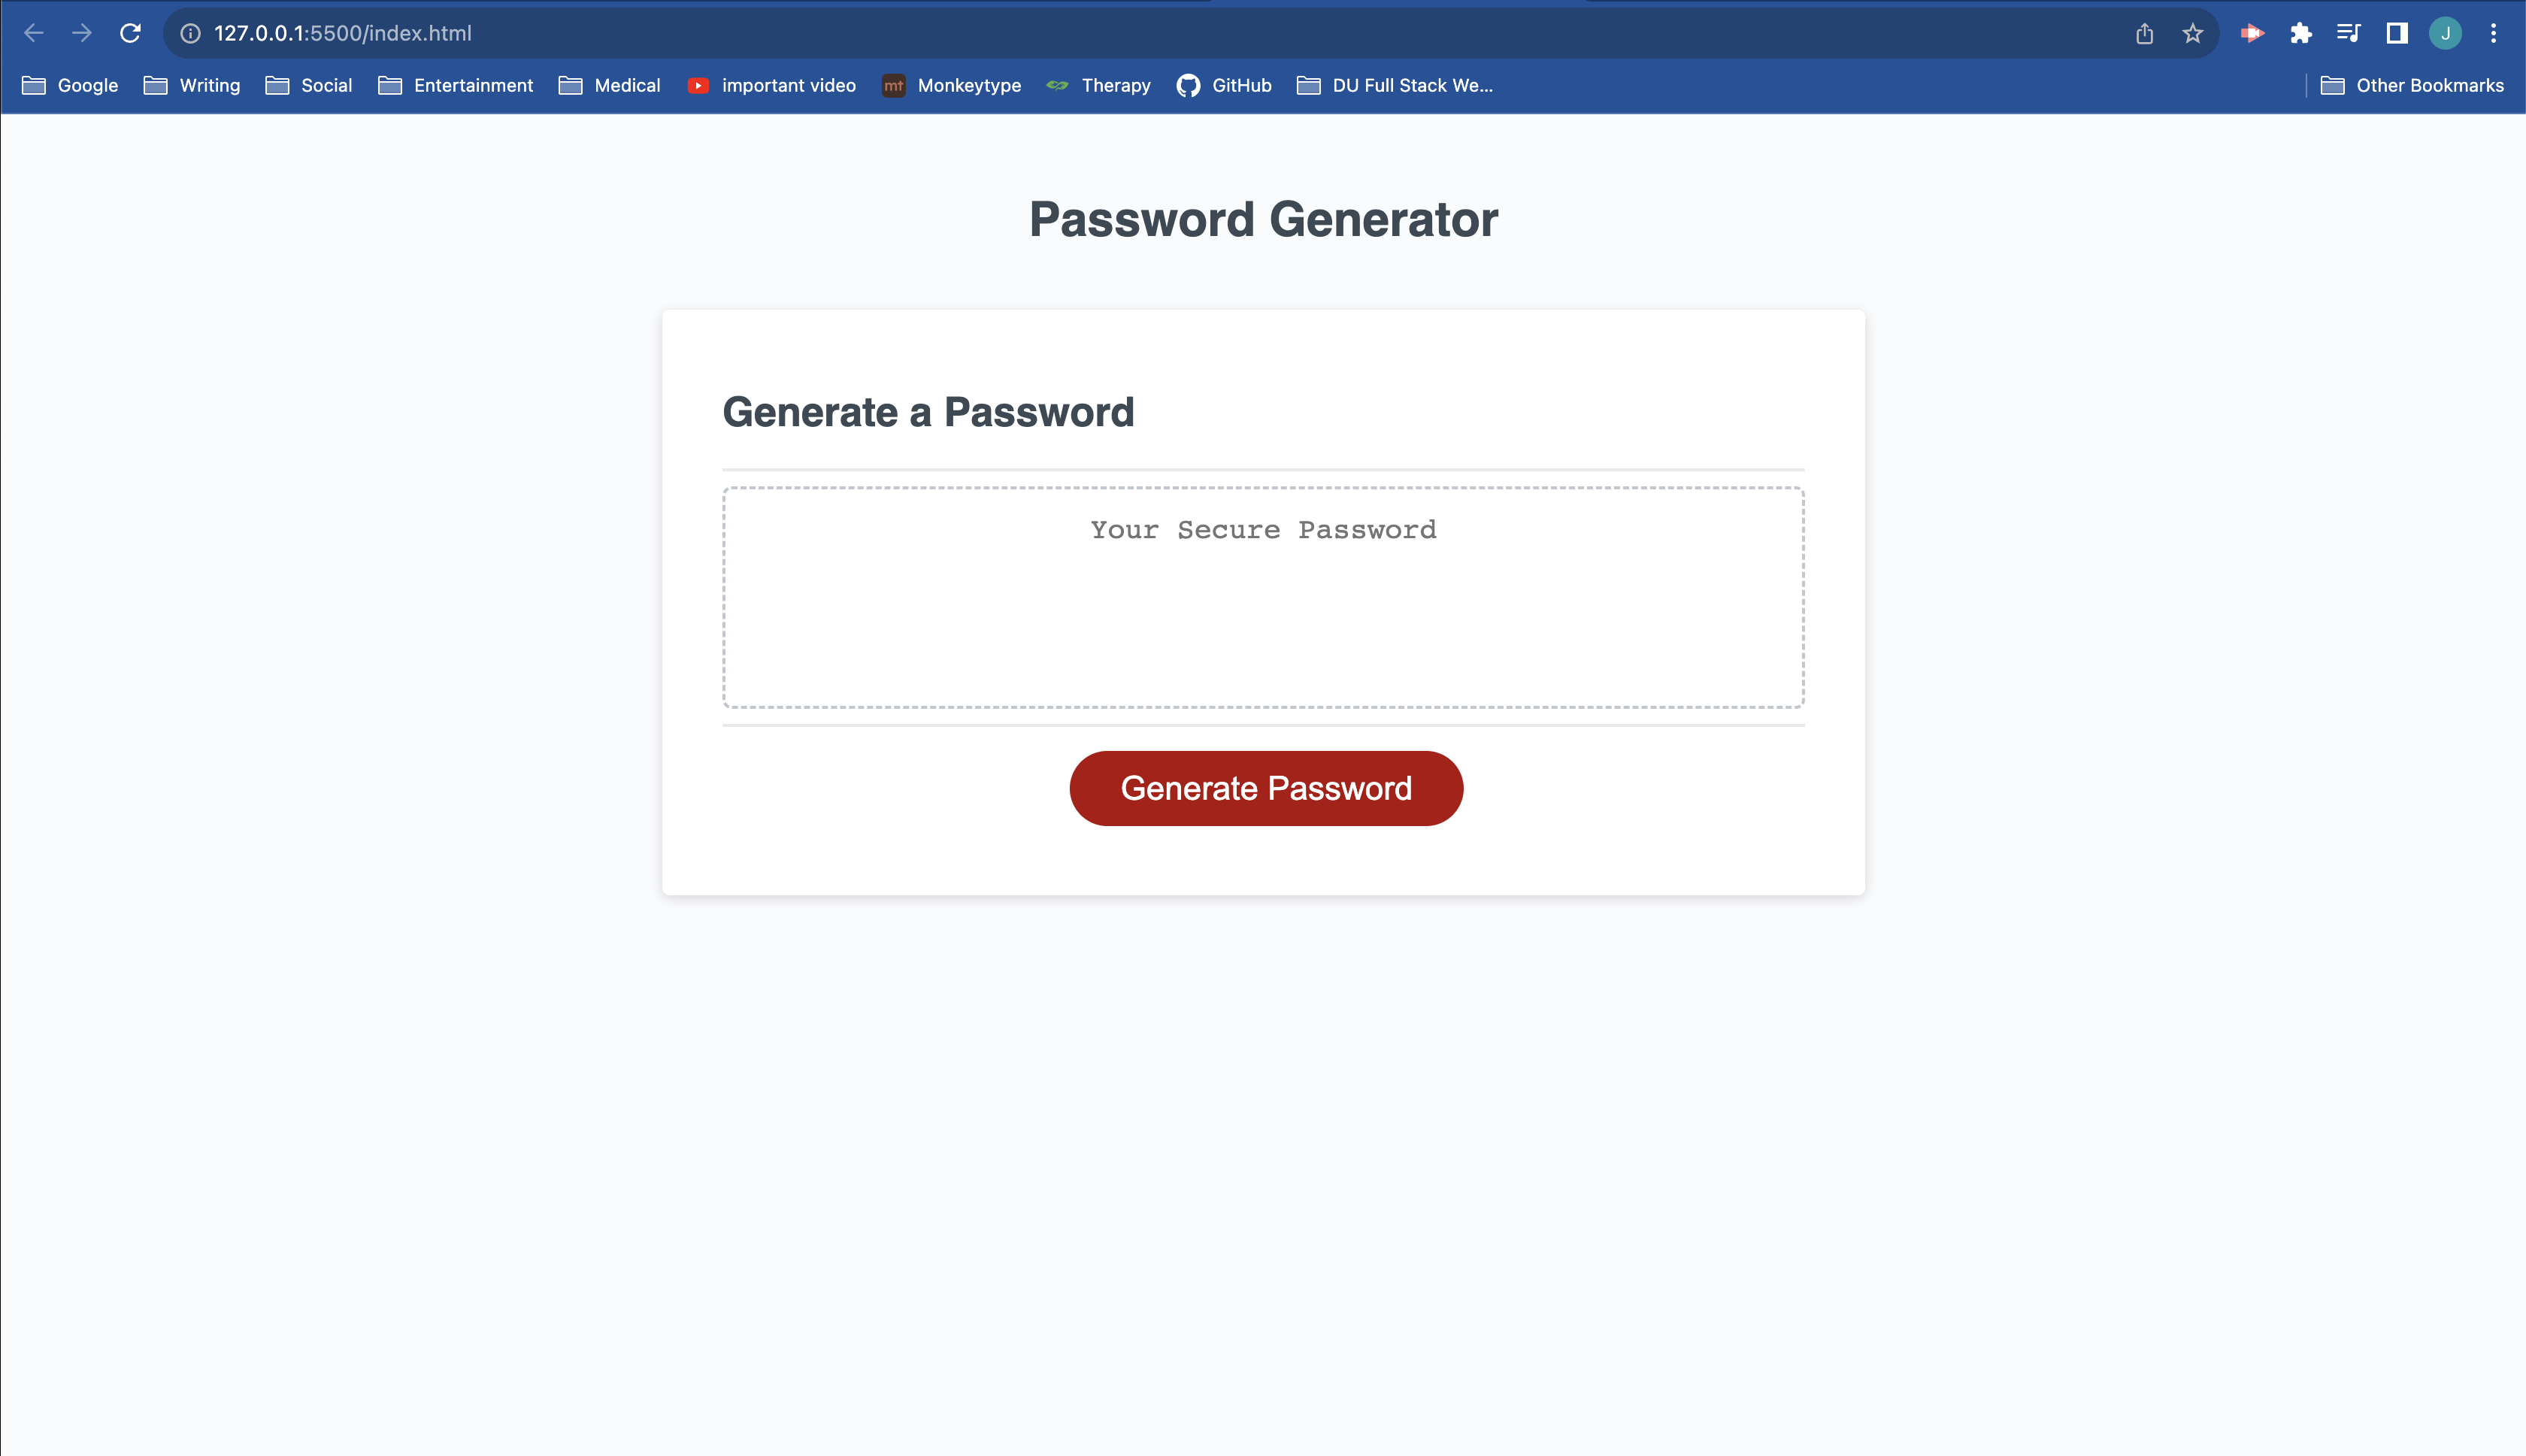 127.0.0.1:5500/index.html
J
Google Writing Social Entertainment Medical important video mt Monkeytype Therapy GitHub DU Full Stack We... Other Bookmarks
Password Generator
Generate a Password
Your Secure Password
Generate Password